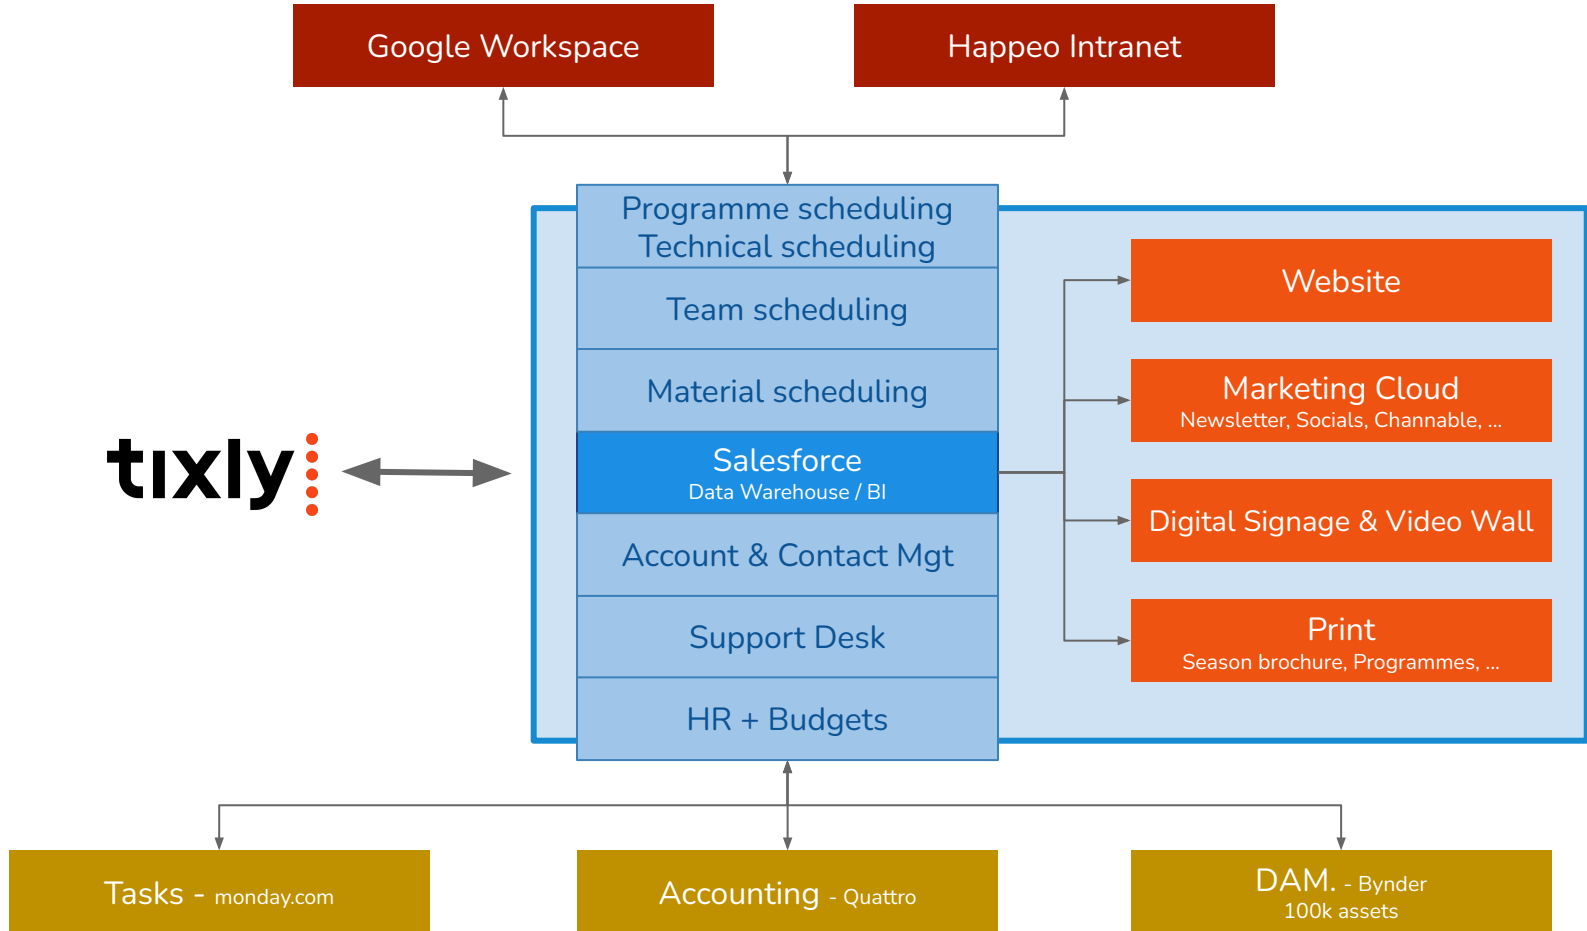 Google Workspace
Happeo Intranet
Programme scheduling
Technical scheduling
Team scheduling
Material scheduling
Salesforce
Data Warehouse / BI
Account & Contact Mgt
Support Desk
HR + Budgets
tixly
Website
Marketing Cloud
Newsletter, Socials, Channable, ...
Digital Signage & Video Wall
Print
Season brochure, Programmes, ...
Tasks - monday.com
Accounting - Quattro
DAM. - Bynder
100k assets